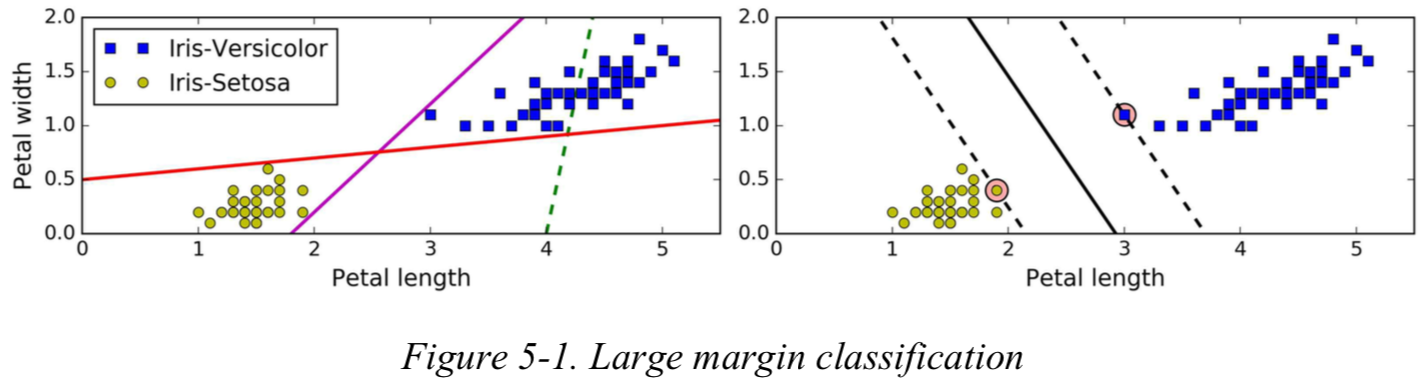 2.0
1.5
1.0
0.5
0.0
Petal width
Iris-Versicolor
Iris-Setosa
0 1 2 3 4 5
Petal length
2.0
1.5
1.0
0.5
0.0
0 1 2 3 4 5
Petal length
Figure 5-1. Large margin classification